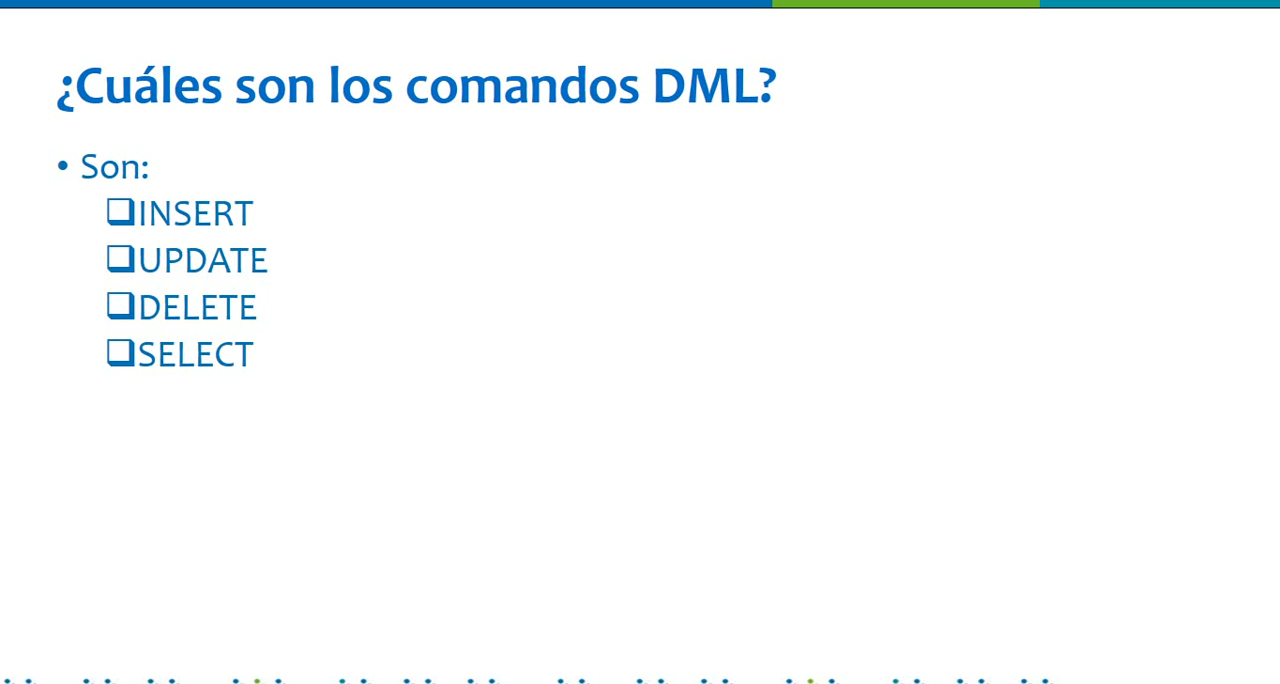 ¿Cuáles son los comandos DML?
• Son:
❑INSERT
❑UPDATE
❑DELETE
❑SELECT